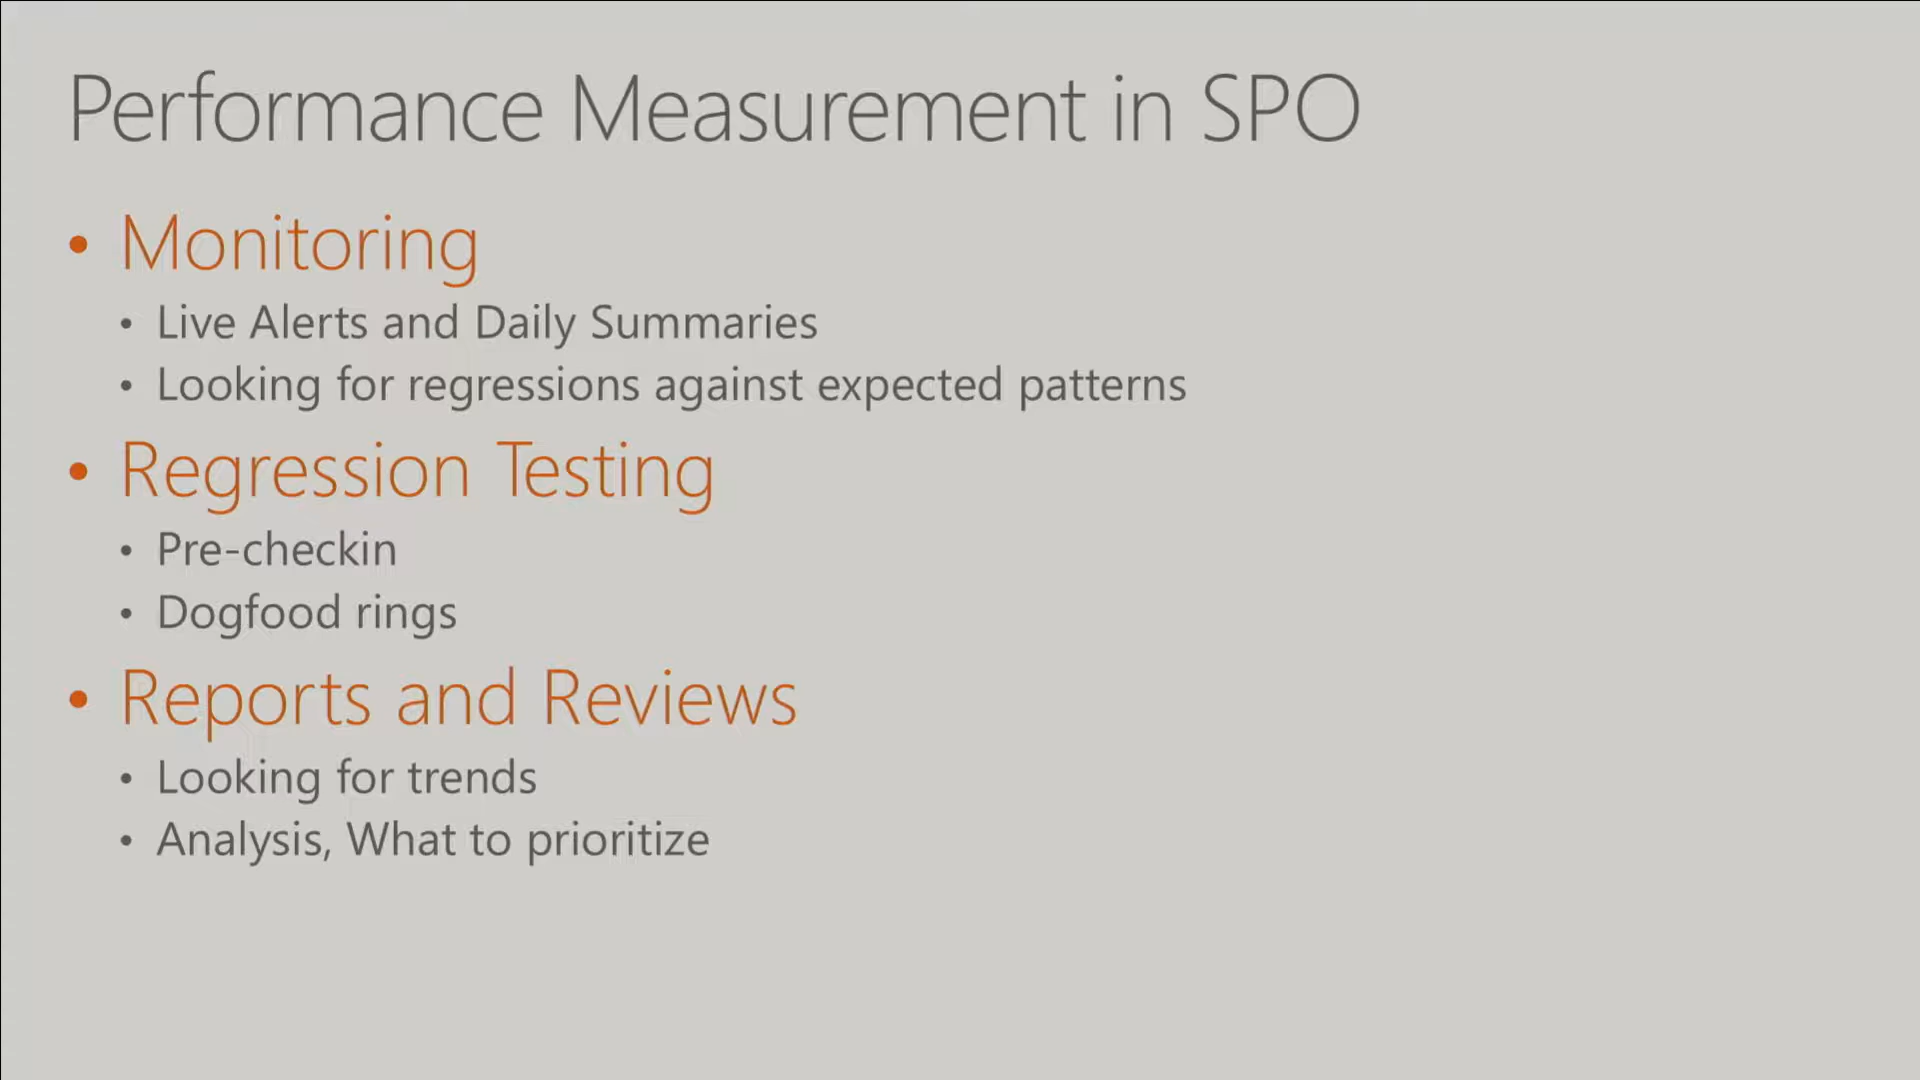 Performance Measurement in SPO
• Monitoring
• Live Alerts and Daily Summaries
• Looking for regressions against expected patterns
• Regression Testing
• Pre-checkin
• Dogfood rings
• Reports and Reviews
• Looking for trends
• Analysis, What to prioritize